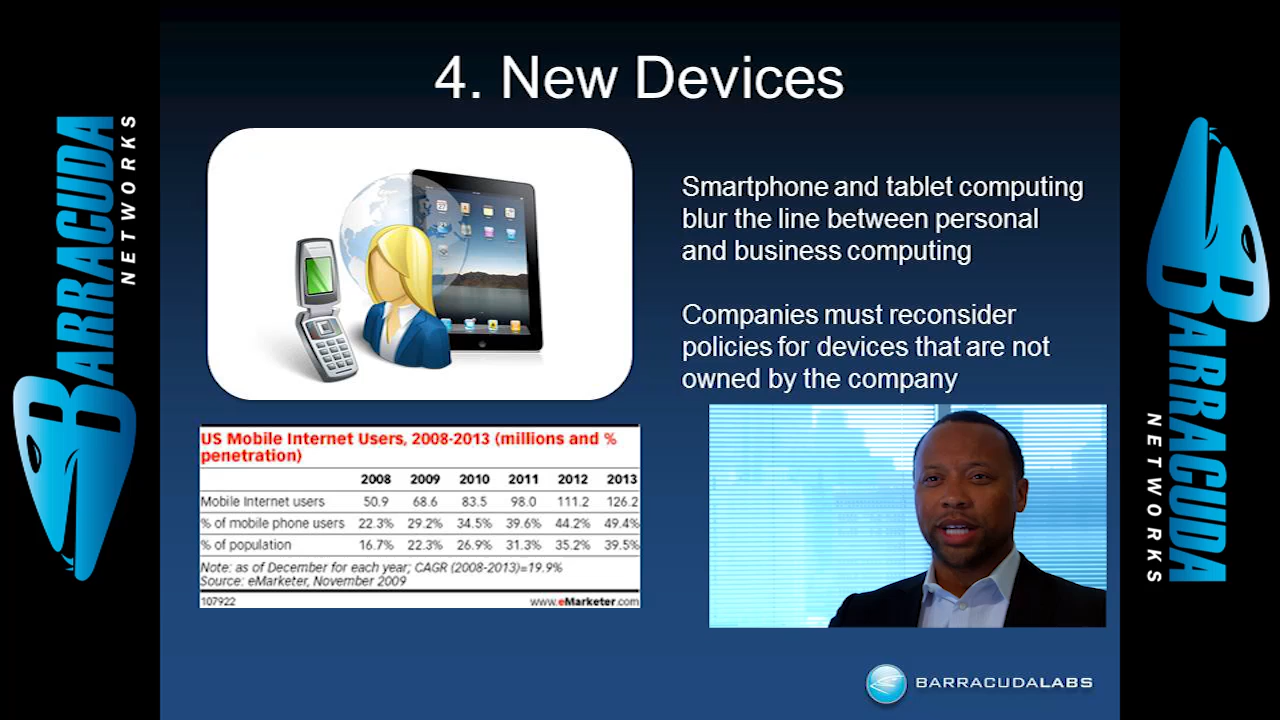 4. New Devices
BARRACUDA
NETWORKS
Smartphone and tablet computing
blur the line between personal
and business computing
Companies must reconsider
policies for devices that are not
owned by the company
US Mobile Internet Users, 2008-2013 (millions and %
penetration)
2008 2009 2010 2011 2012 2013
Mobile Internet users 50.9 68.6 83.5 98.0 111.2 126.2
% of mobile phone users 22.3% 29.2% 34.5% 39.6% 44.2% 49.4%
% of population 16.7% 22.3% 26.9% 31.3% 35.2% 39.5%
Note: as of December for each year; CAGR (2008-2013)=19.9%
Source: eMarketer, November 2009
107922 www.eMarketer.com
BARRACUDALABS
BARRACUDA
NETWORKS